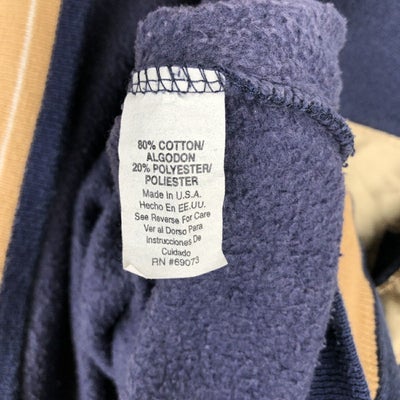 80% COTTON/
ALGODON
20% POLYESTER/
POLIESTER
Made In U.S.A.
Hecho En EE.UU.
See Reverse For Care
Ver al Dorso Para
Instrucciones De
Cuidado
RN #69073